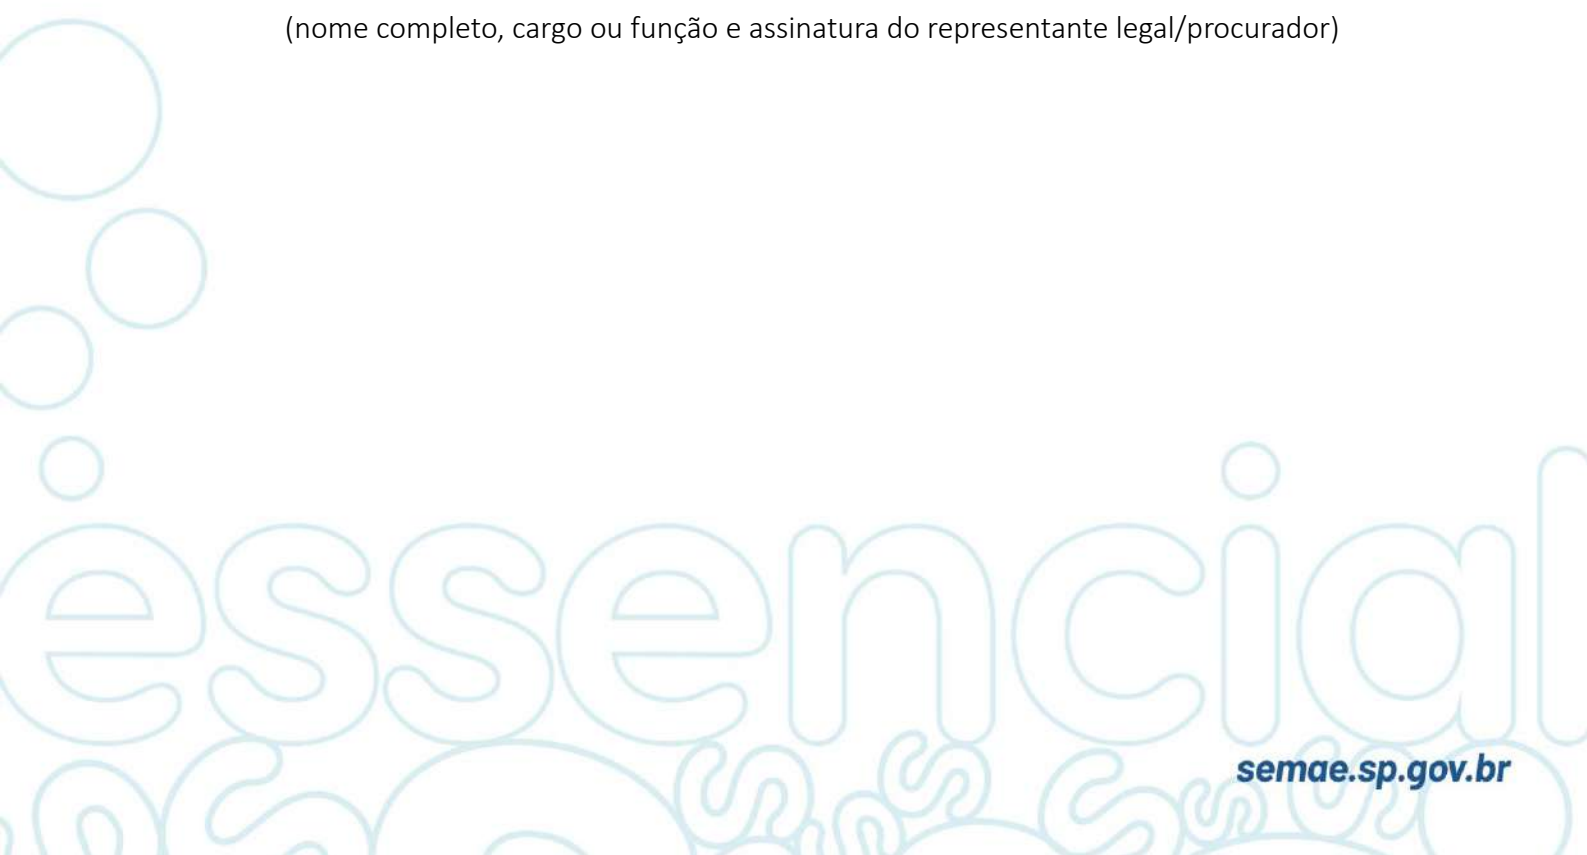 (nome completo, cargo ou função e assinatura do representante legal/procurador)
essencial
semae.sp.gov.br